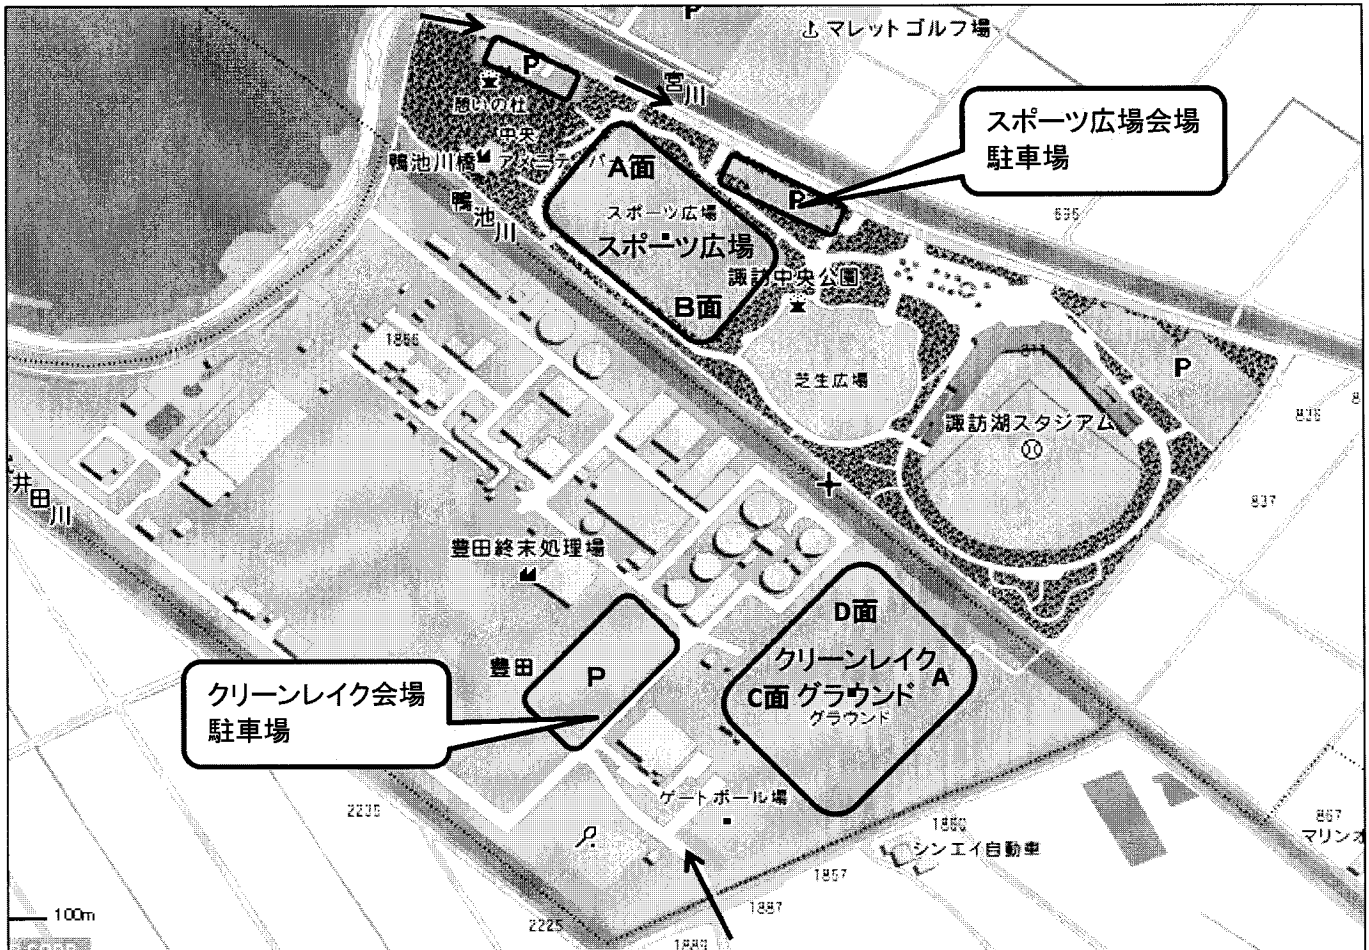 P
マレットゴルフ場
P
憩いの杜
宮川
スポーツ広場会場
駐車場
中央
鴨池川橋
A面
P
鴨池川
スポーツ広場
スポーツ広場
636
諏訪中央公園
B面
1866
P
芝生広場
836
諏訪湖スタジアム
井田川
837
豊田終末処理場
D面
豊田
P
クリーンレイク
A
C面
グラウンド
グラウンド
クリーンレイク会場
駐車場
ゲートボール場
2235
1860
シンエイ自動車
867
マリンオ
1867
100m
1887
2225
1889